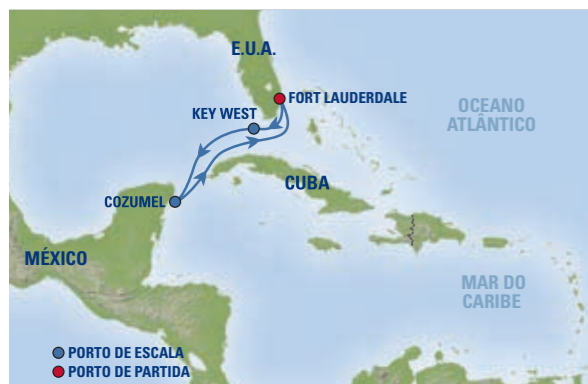 E.U.A.
FORT LAUDERDALE
KEY WEST
OCEANO
ATLÂNTICO
CUBA
COZUMEL
MÉXICO
MAR DO
CARIBE
PORTO DE ESCALA
PORTO DE PARTIDA